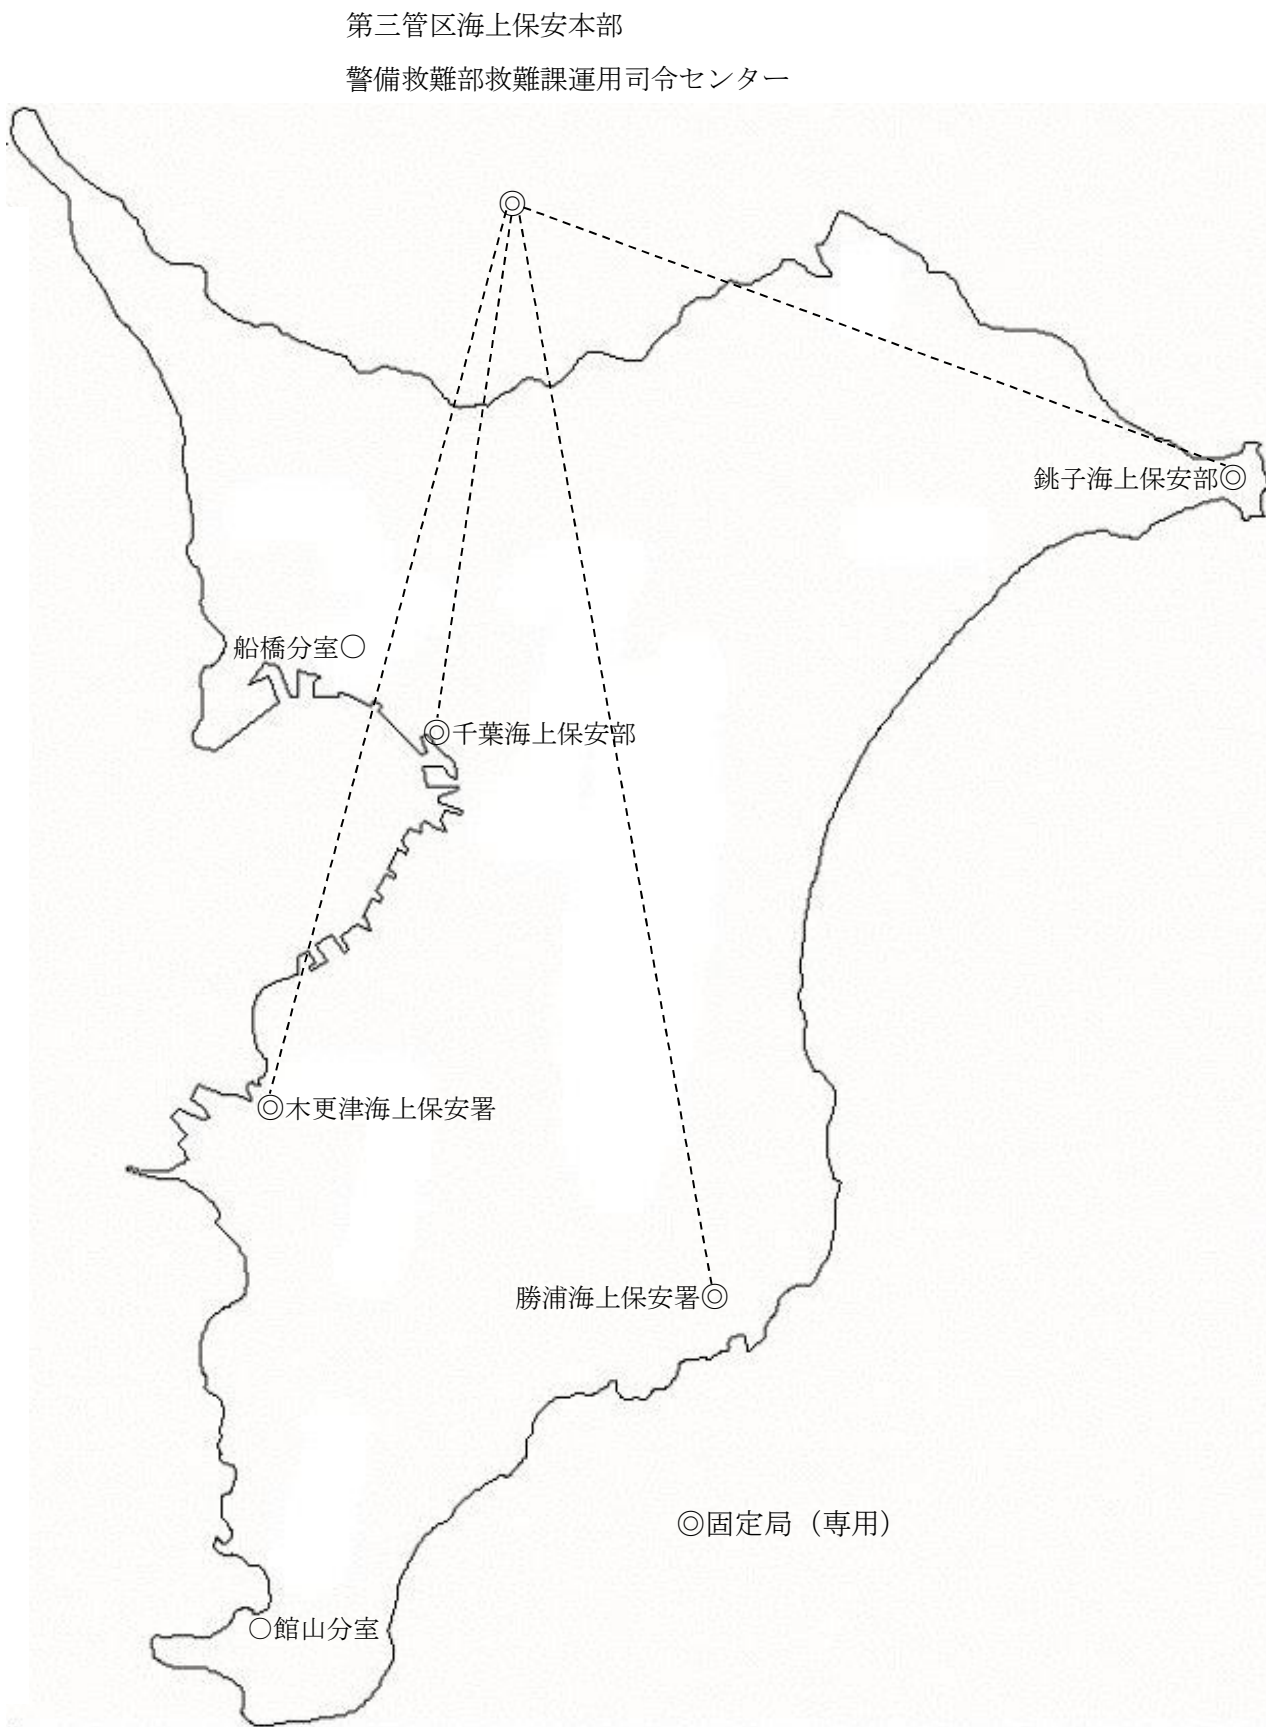 第三管区海上保安本部
警備救難部救難課運用司令センター
◎
銚子海上保安部◎
船橋分室○
◎千葉海上保安部
◎木更津海上保安署
勝浦海上保安署◎
◎固定局（専用）
○館山分室